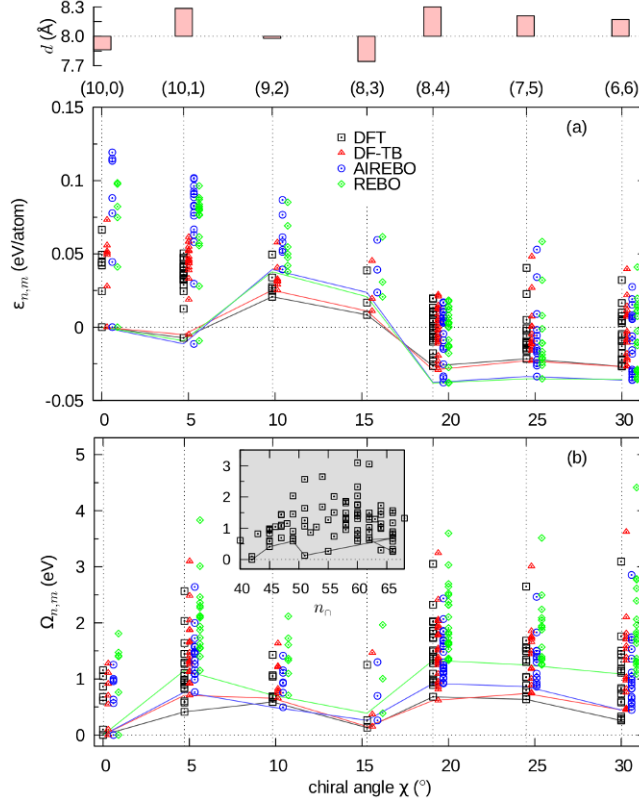 8.3
8.0
7.7
d (Å)
(10,0) (10,1) (9,2) (8,3) (8,4) (7,5) (6,6)
0.15
0.1
0.05
0
-0.05
εn,m (eV/atom)
(a)
DFT
DF-TB
AIREBO
REBO
0 5 10 15 20 25 30
5
4
3
2
1
0
Ωn,m (eV)
(b)
3
2
1
0
40 45 50 55 60 65
n∩
0 5 10 15 20 25 30
chiral angle χ (°)